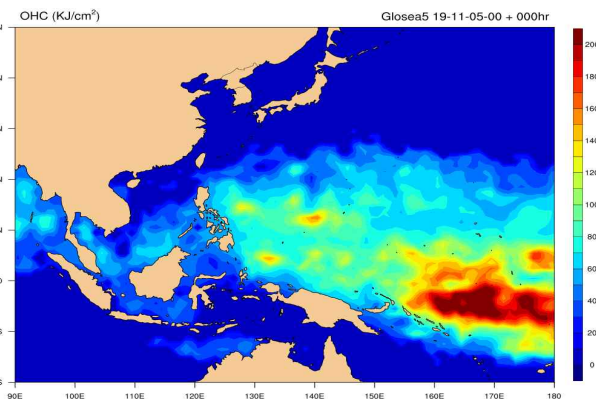 OHC (KJ/cm²)
Glosea5 19-11-05-00 + 000hr
N
N
N
N
N
S
S
90E 100E 110E 120E 130E 140E 150E 160E 170E 180
200
180
160
140
120
100
80
60
40
20
0